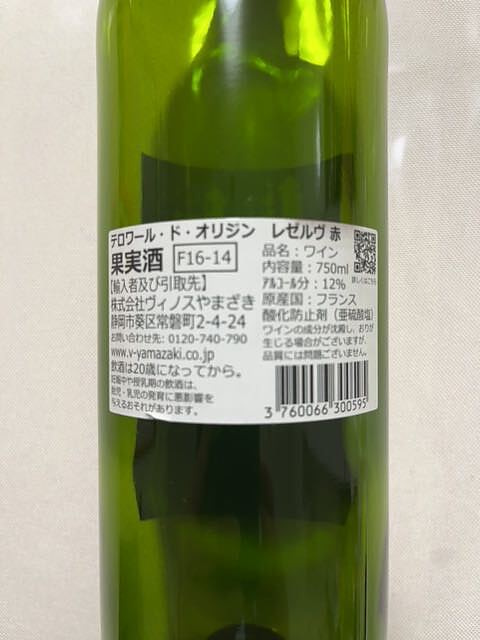 テロワール・ド・オリジン レゼルヴ 赤
果実酒 F16-14
【輸入者及び引取先】
株式会社ヴィノスやまざき
静岡市葵区常磐町2-4-24
お問い合わせ先：0120-740-790
www.v-yamazaki.co.jp
飲酒は20歳になってから。
妊娠中や授乳期の飲酒は、
胎児・乳児の発育に悪影響を
与えるおそれがあります。
品名：ワイン
内容量：750ml
ｱﾙｺｰﾙ分：12%
詳しくはこちら
原産国：フランス
酸化防止剤（亜硫酸塩）
ワインの成分が沈殿し、おりが
生じる場合がございますが、
品質には問題ございません。
3 760066 300595